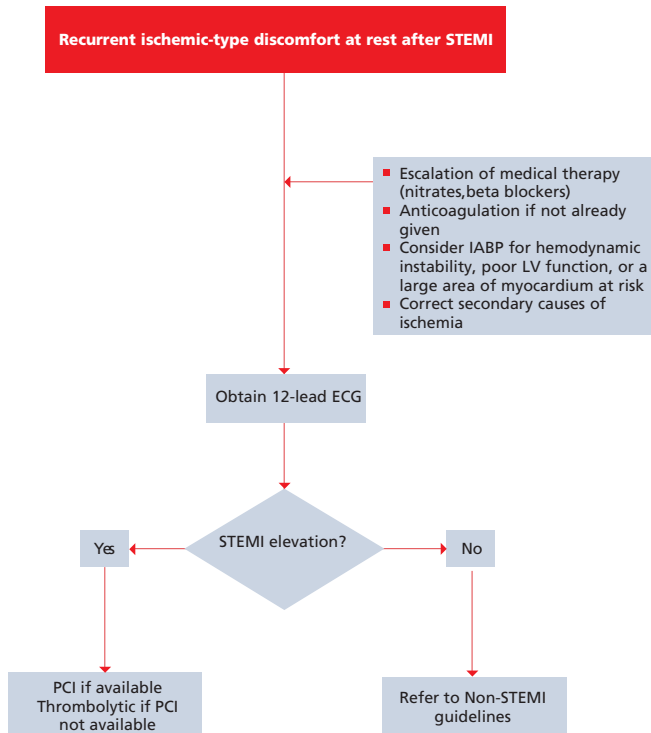 Recurrent ischemic-type discomfort at rest after STEMI
Escalation of medical therapy
(nitrates,beta blockers)
Anticoagulation if not already
given
Consider IABP for hemodynamic
instability, poor LV function, or a
large area of myocardium at risk
Correct secondary causes of
ischemia
Obtain 12-lead ECG
STEMI elevation?
Yes
No
PCI if available
Thrombolytic if PCI
not available
Refer to Non-STEMI
guidelines